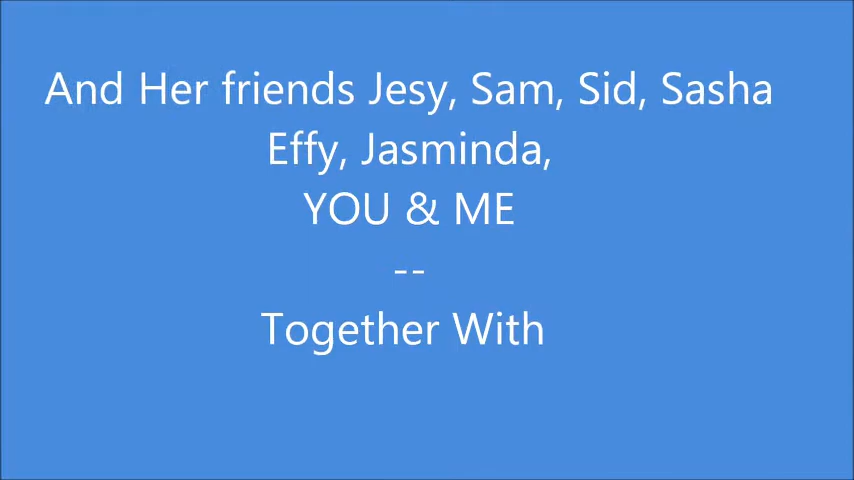 And Her friends Jesy, Sam, Sid, Sasha
Effy, Jasminda,
YOU & ME
--
Together With